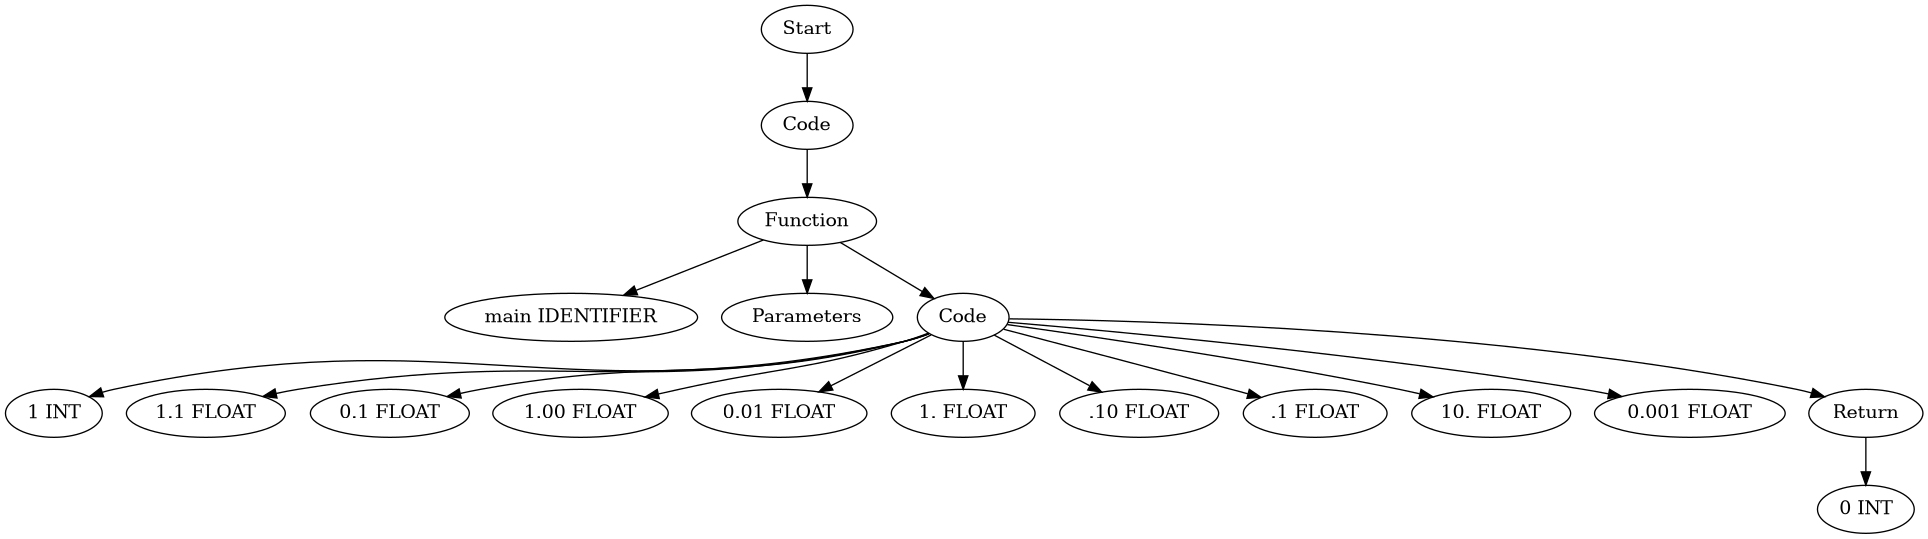 Start
Code
Function
main IDENTIFIER
Parameters
Code
1 INT
1.1 FLOAT
0.1 FLOAT
1.00 FLOAT
0.01 FLOAT
1. FLOAT
.10 FLOAT
.1 FLOAT
10. FLOAT
0.001 FLOAT
Return
0 INT